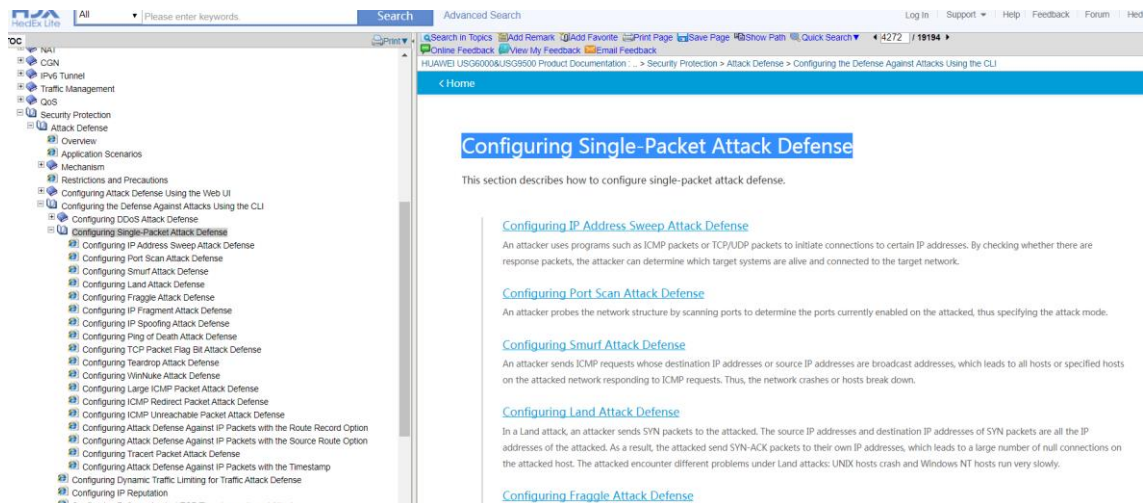 HedEx Lite
All ▼ Please enter keywords. Search Advanced Search Log In Support ▼ Help Feedback Forum Hed
TOC Print▼
NAT
CGN
IPv6 Tunnel
Traffic Management
QoS
Security Protection
Attack Defense
Overview
Application Scenarios
Mechanism
Restrictions and Precautions
Configuring Attack Defense Using the Web UI
Configuring the Defense Against Attacks Using the CLI
Configuring DDoS Attack Defense
Configuring Single-Packet Attack Defense
Configuring IP Address Sweep Attack Defense
Configuring Port Scan Attack Defense
Configuring Smurf Attack Defense
Configuring Land Attack Defense
Configuring Fraggle Attack Defense
Configuring IP Fragment Attack Defense
Configuring IP Spoofing Attack Defense
Configuring Ping of Death Attack Defense
Configuring TCP Packet Flag Bit Attack Defense
Configuring Teardrop Attack Defense
Configuring WinNuke Attack Defense
Configuring Large ICMP Packet Attack Defense
Configuring ICMP Redirect Packet Attack Defense
Configuring ICMP Unreachable Packet Attack Defense
Configuring Attack Defense Against IP Packets with the Route Record Option
Configuring Attack Defense Against IP Packets with the Source Route Option
Configuring Tracert Packet Attack Defense
Configuring Attack Defense Against IP Packets with the Timestamp
Configuring Dynamic Traffic Limiting for Traffic Attack Defense
Configuring IP Reputation
Search in Topics Add Remark Add Favorite Print Page Save Page Show Path Quick Search▼ 4272 / 19194
Online Feedback View My Feedback Email Feedback
HUAWEI USG6000&USG9500 Product Documentation : .. > Security Protection > Attack Defense > Configuring the Defense Against Attacks Using the CLI
< Home
Configuring Single-Packet Attack Defense
This section describes how to configure single-packet attack defense.
Configuring IP Address Sweep Attack Defense
An attacker uses programs such as ICMP packets or TCP/UDP packets to initiate connections to certain IP addresses. By checking whether there are
response packets, the attacker can determine which target systems are alive and connected to the target network.
Configuring Port Scan Attack Defense
An attacker probes the network structure by scanning ports to determine the ports currently enabled on the attacked, thus specifying the attack mode.
Configuring Smurf Attack Defense
An attacker sends ICMP requests whose destination IP addresses or source IP addresses are broadcast addresses, which leads to all hosts or specified hosts
on the attacked network responding to ICMP requests. Thus, the network crashes or hosts break down.
Configuring Land Attack Defense
In a Land attack, an attacker sends SYN packets to the attacked. The source IP addresses and destination IP addresses of SYN packets are all the IP
addresses of the attacked. As a result, the attacked send SYN-ACK packets to their own IP addresses, which leads to a large number of null connections on
the attacked host. The attacked encounter different problems under Land attacks: UNIX hosts crash and Windows NT hosts run very slowly.
Configuring Fraggle Attack Defense